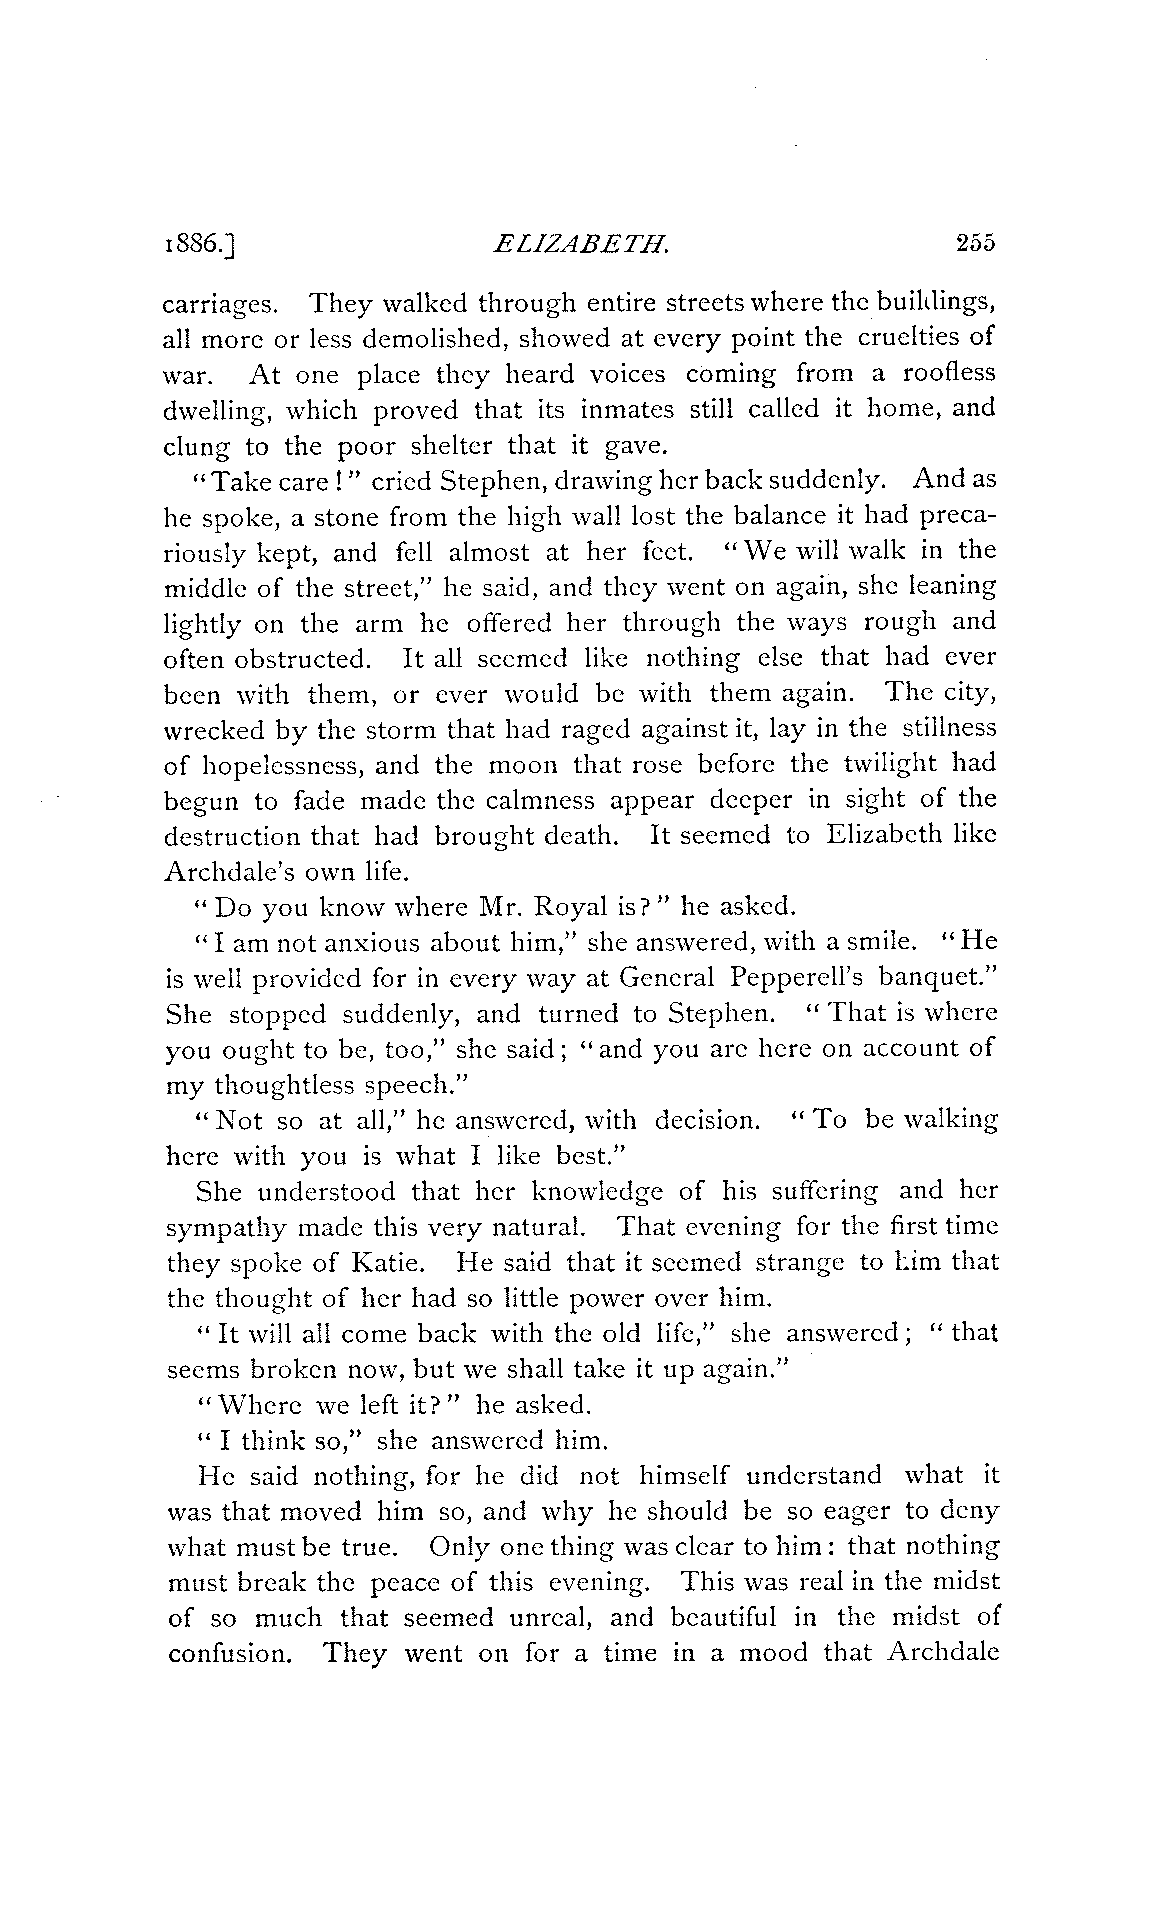 1886.] ELIZABETH. 255
carriages. They walked through entire streets where the buildings,
all more or less demolished, showed at every point the cruelties of
war. At one place they heard voices coming from a roofless
dwelling, which proved that its inmates still called it home, and
clung to the poor shelter that it gave.
"Take care!" cried Stephen, drawing her back suddenly. And as
he spoke, a stone from the high wall lost the balance it had preca-
riously kept, and fell almost at her feet. "We will walk in the
middle of the street," he said, and they went on again, she leaning
lightly on the arm he offered her through the ways rough and
often obstructed. It all seemed like nothing else that had ever
been with them, or ever would be with them again. The city,
wrecked by the storm that had raged against it, lay in the stillness
of hopelessness, and the moon that rose before the twilight had
begun to fade made the calmness appear deeper in sight of the
destruction that had brought death. It seemed to Elizabeth like
Archdale's own life.
"Do you know where Mr. Royal is?" he asked.
"I am not anxious about him," she answered, with a smile. "He
is well provided for in every way at General Pepperell's banquet."
She stopped suddenly, and turned to Stephen. "That is where
you ought to be, too," she said; "and you are here on account of
my thoughtless speech."
"Not so at all," he answered, with decision. "To be walking
here with you is what I like best."
She understood that her knowledge of his suffering and her
sympathy made this very natural. That evening for the first time
they spoke of Katie. He said that it seemed strange to him that
the thought of her had so little power over him.
"It will all come back with the old life," she answered; "that
seems broken now, but we shall take it up again."
"Where we left it?" he asked.
"I think so," she answered him.
He said nothing, for he did not himself understand what it
was that moved him so, and why he should be so eager to deny
what must be true. Only one thing was clear to him: that nothing
must break the peace of this evening. This was real in the midst
of so much that seemed unreal, and beautiful in the midst of
confusion. They went on for a time in a mood that Archdale